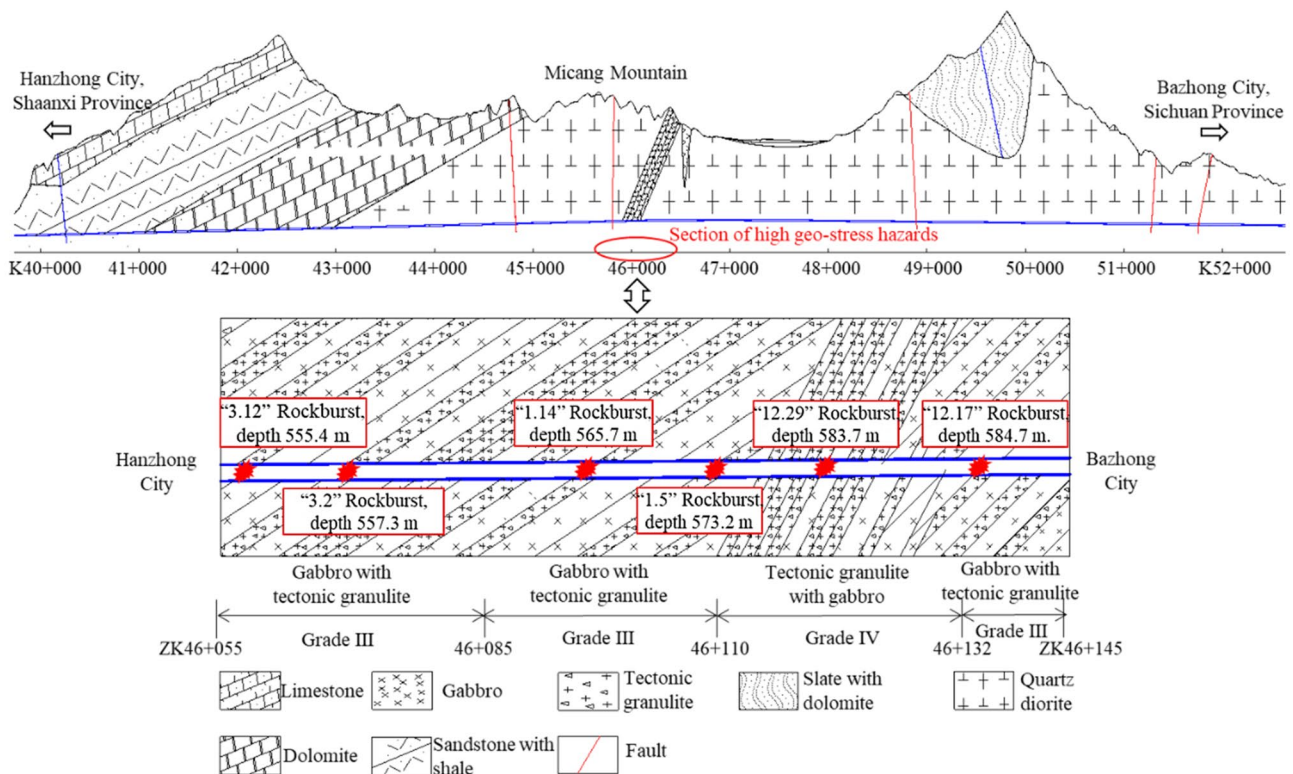 Hanzhong City,
Shaanxi Province
Micang Mountain
Bazhong City,
Sichuan Province
Section of high geo-stress hazards
K40+000 41+000 42+000 43+000 44+000 45+000 46+000 47+000 48+000 49+000 50+000 51+000 K52+000
“3.12” Rockburst,
depth 555.4 m
“1.14” Rockburst,
depth 565.7 m
“12.29” Rockburst,
depth 583.7 m
“12.17” Rockburst,
depth 584.7 m.
Hanzhong
City
Bazhong
City
“3.2” Rockburst,
depth 557.3 m
“1.5” Rockburst,
depth 573.2 m
Gabbro with
tectonic granulite
Gabbro with
tectonic granulite
Tectonic granulite
with gabbro
Gabbro with
tectonic granulite
Grade III
Grade III
Grade IV
Grade III
ZK46+055 46+085 46+110 46+132 ZK46+145
Limestone
Gabbro
Tectonic
granulite
Slate with
dolomite
Quartz
diorite
Dolomite
Sandstone with
shale
Fault